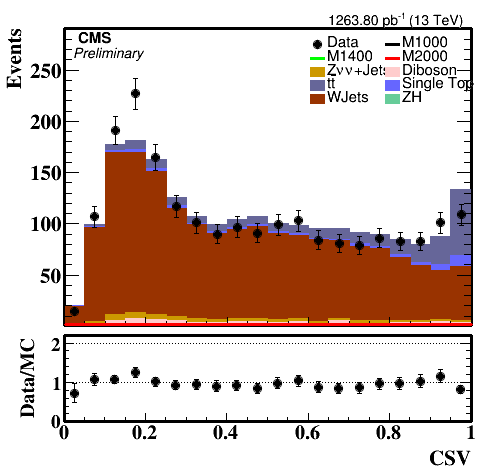 1263.80 pb⁻¹ (13 TeV)
CMS
Preliminary
Data
M1000
M1400
M2000
Zνν+Jets
Diboson
tt
Single Top
WJets
ZH
Events
250
200
150
100
50
Data/MC
2
1
0
0 0.2 0.4 0.6 0.8 1
CSV